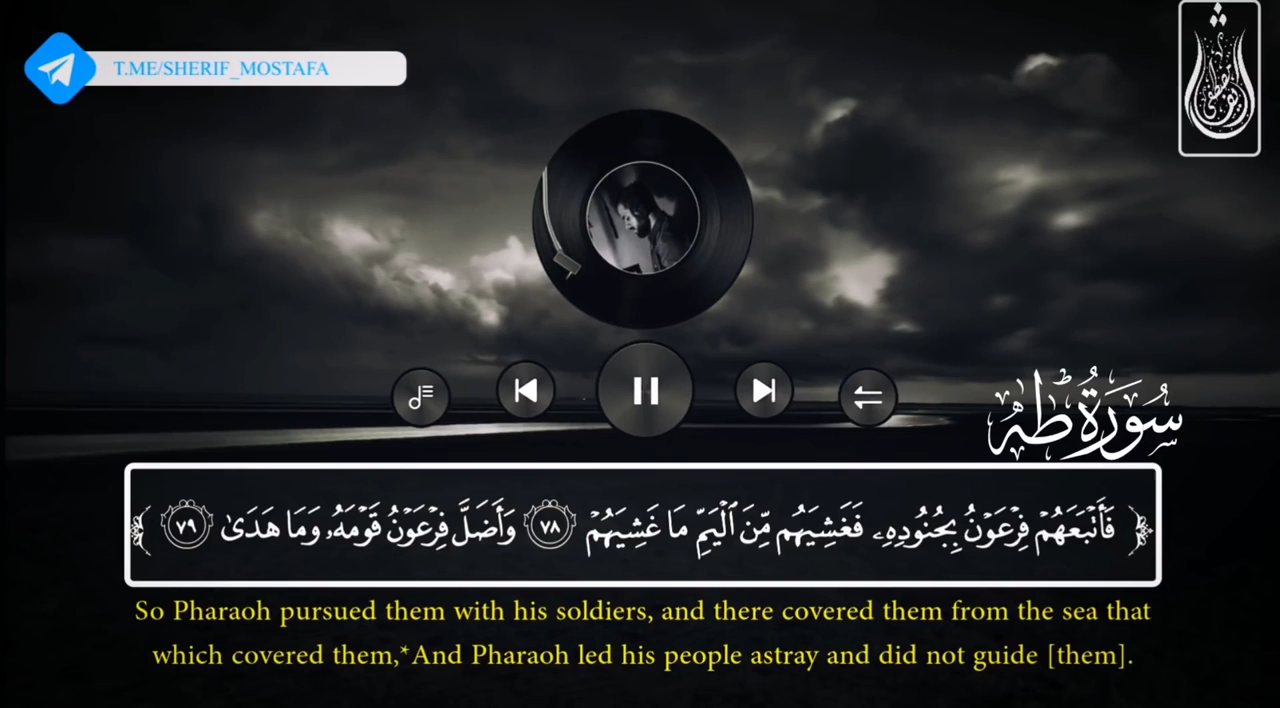 T.ME/SHERIF_MOSTAFA
سُورَةُ طه
﴿ فَأَتْبَعَهُمْ فِرْعَوْنُ بِجُنُودِهِۦ فَغَشِيَهُم مِّنَ ٱلْيَمِّ مَا غَشِيَهُمْ ٧٨ وَأَضَلَّ فِرْعَوْنُ قَوْمَهُۥ وَمَا هَدَىٰ ٧٩ ﴾
So Pharaoh pursued them with his soldiers, and there covered them from the sea that
which covered them,*And Pharaoh led his people astray and did not guide [them].